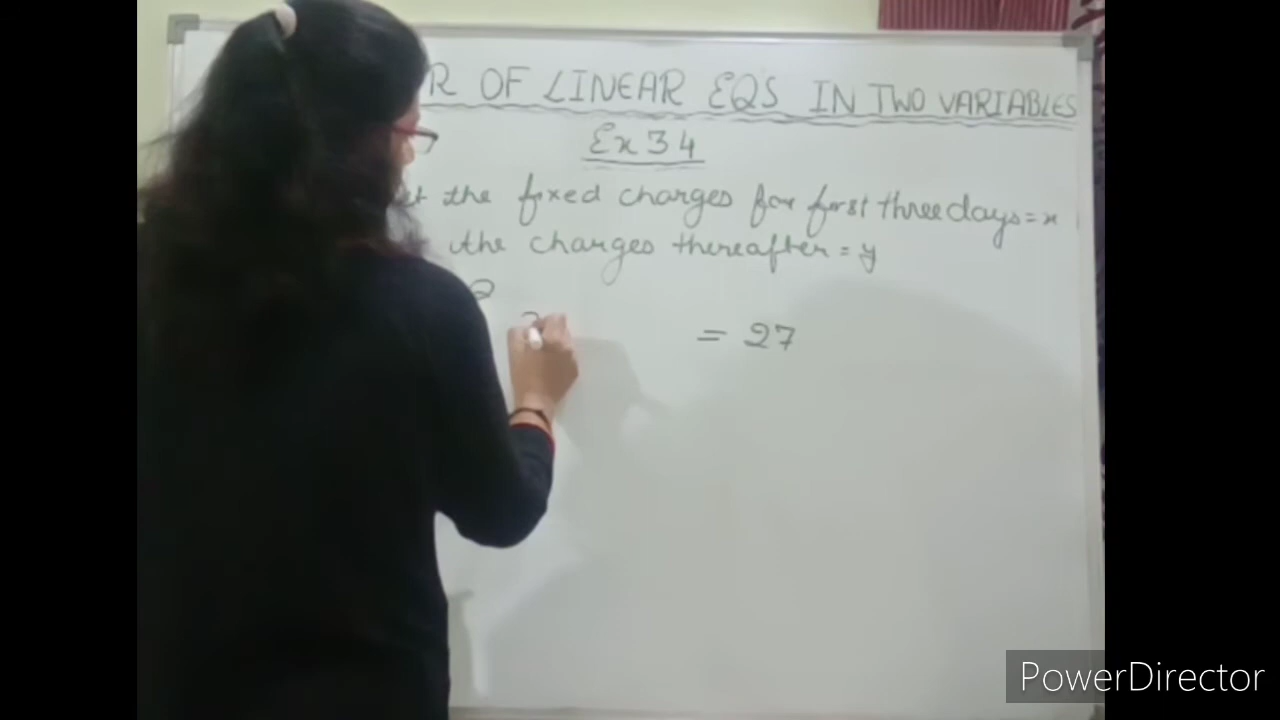 R OF LINEAR EQS IN TWO VARIABLES
Ex 3 4
the fixed charges for first three days = x
the charges thereafter = y
= 27
PowerDirector